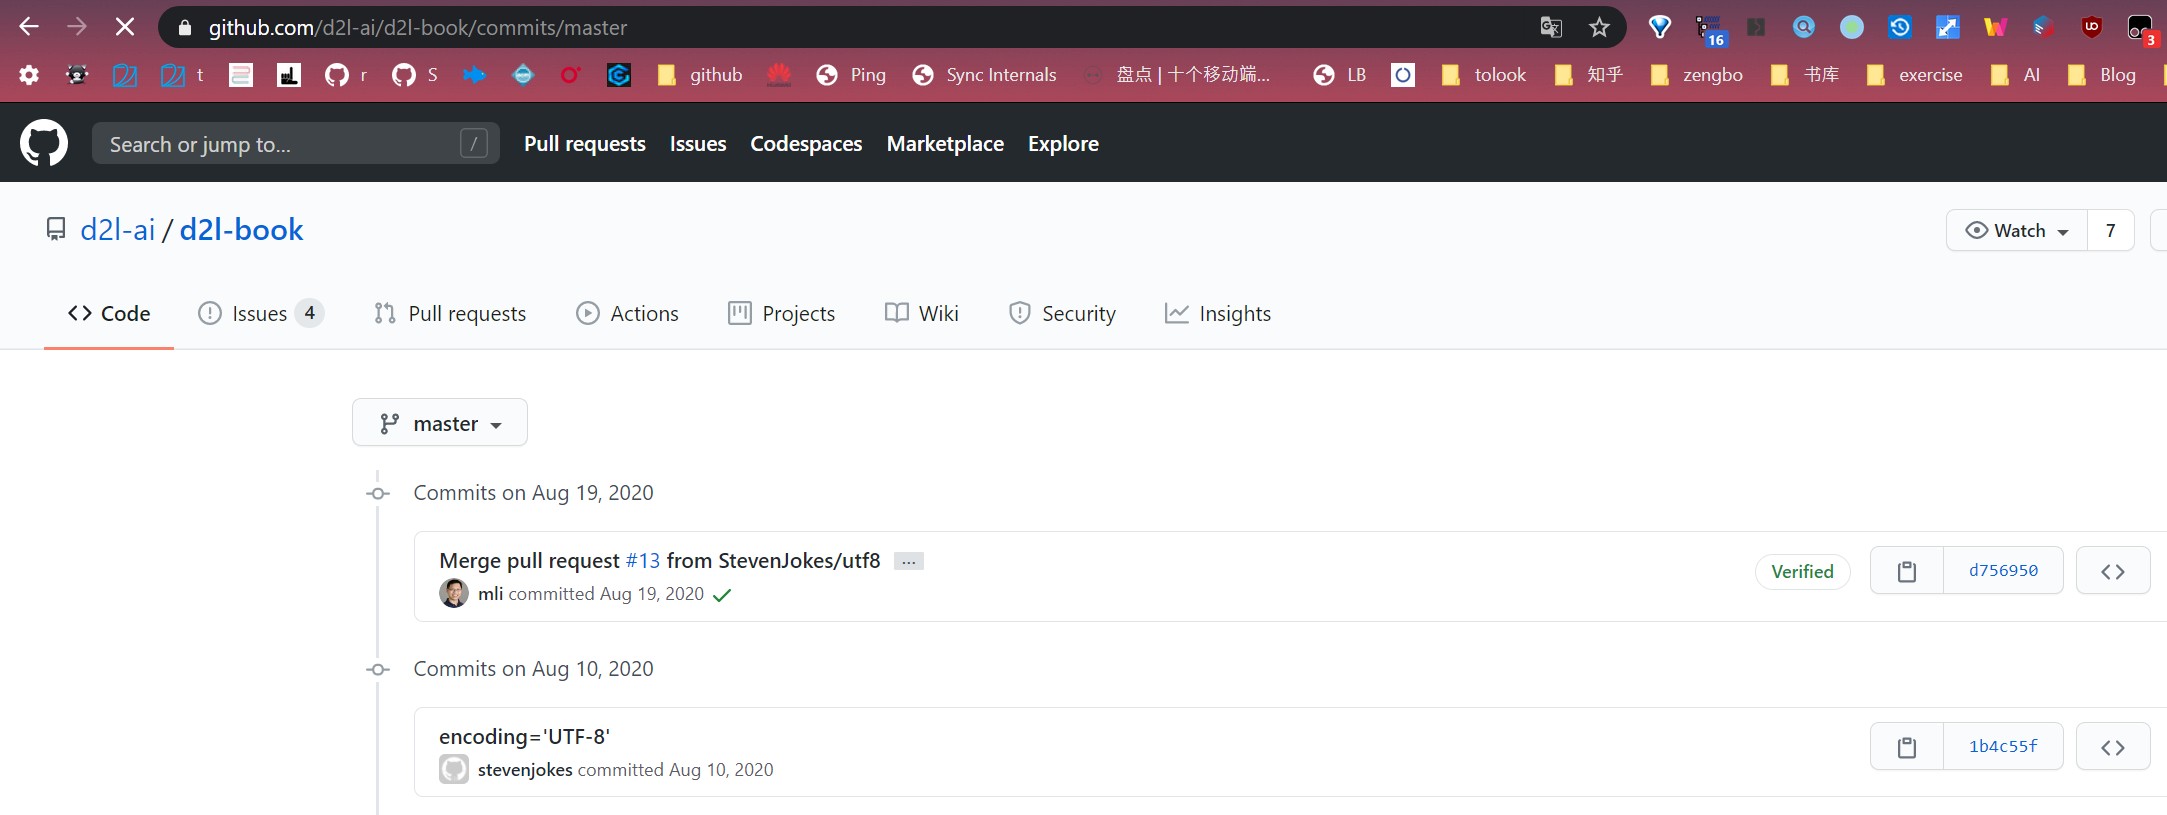 github.com/d2l-ai/d2l-book/commits/master
16
3
t
r
S
github
Ping
Sync Internals
盘点 | 十个移动端...
LB
tolook
知乎
zengbo
书库
exercise
AI
Blog
Search or jump to...
/
Pull requests
Issues
Codespaces
Marketplace
Explore
d2l-ai / d2l-book
Watch
7
Code
Issues 4
Pull requests
Actions
Projects
Wiki
Security
Insights
master
Commits on Aug 19, 2020
Merge pull request #13 from StevenJokes/utf8 ...
mli committed Aug 19, 2020
Verified
d756950
Commits on Aug 10, 2020
encoding='UTF-8'
stevenjokes committed Aug 10, 2020
1b4c55f